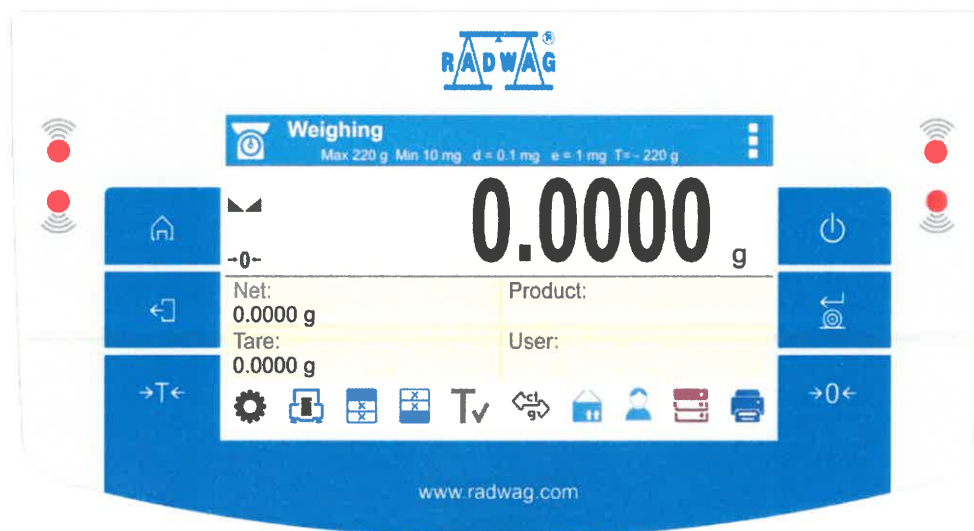 RADWAG®
Weighing
Max 220 g Min 10 mg d = 0.1 mg e = 1 mg T= - 220 g
→0←
0.0000 g
Net:
0.0000 g
Product:
Tare:
0.0000 g
User:
→T←
T
ct
g
→0←
www.radwag.com